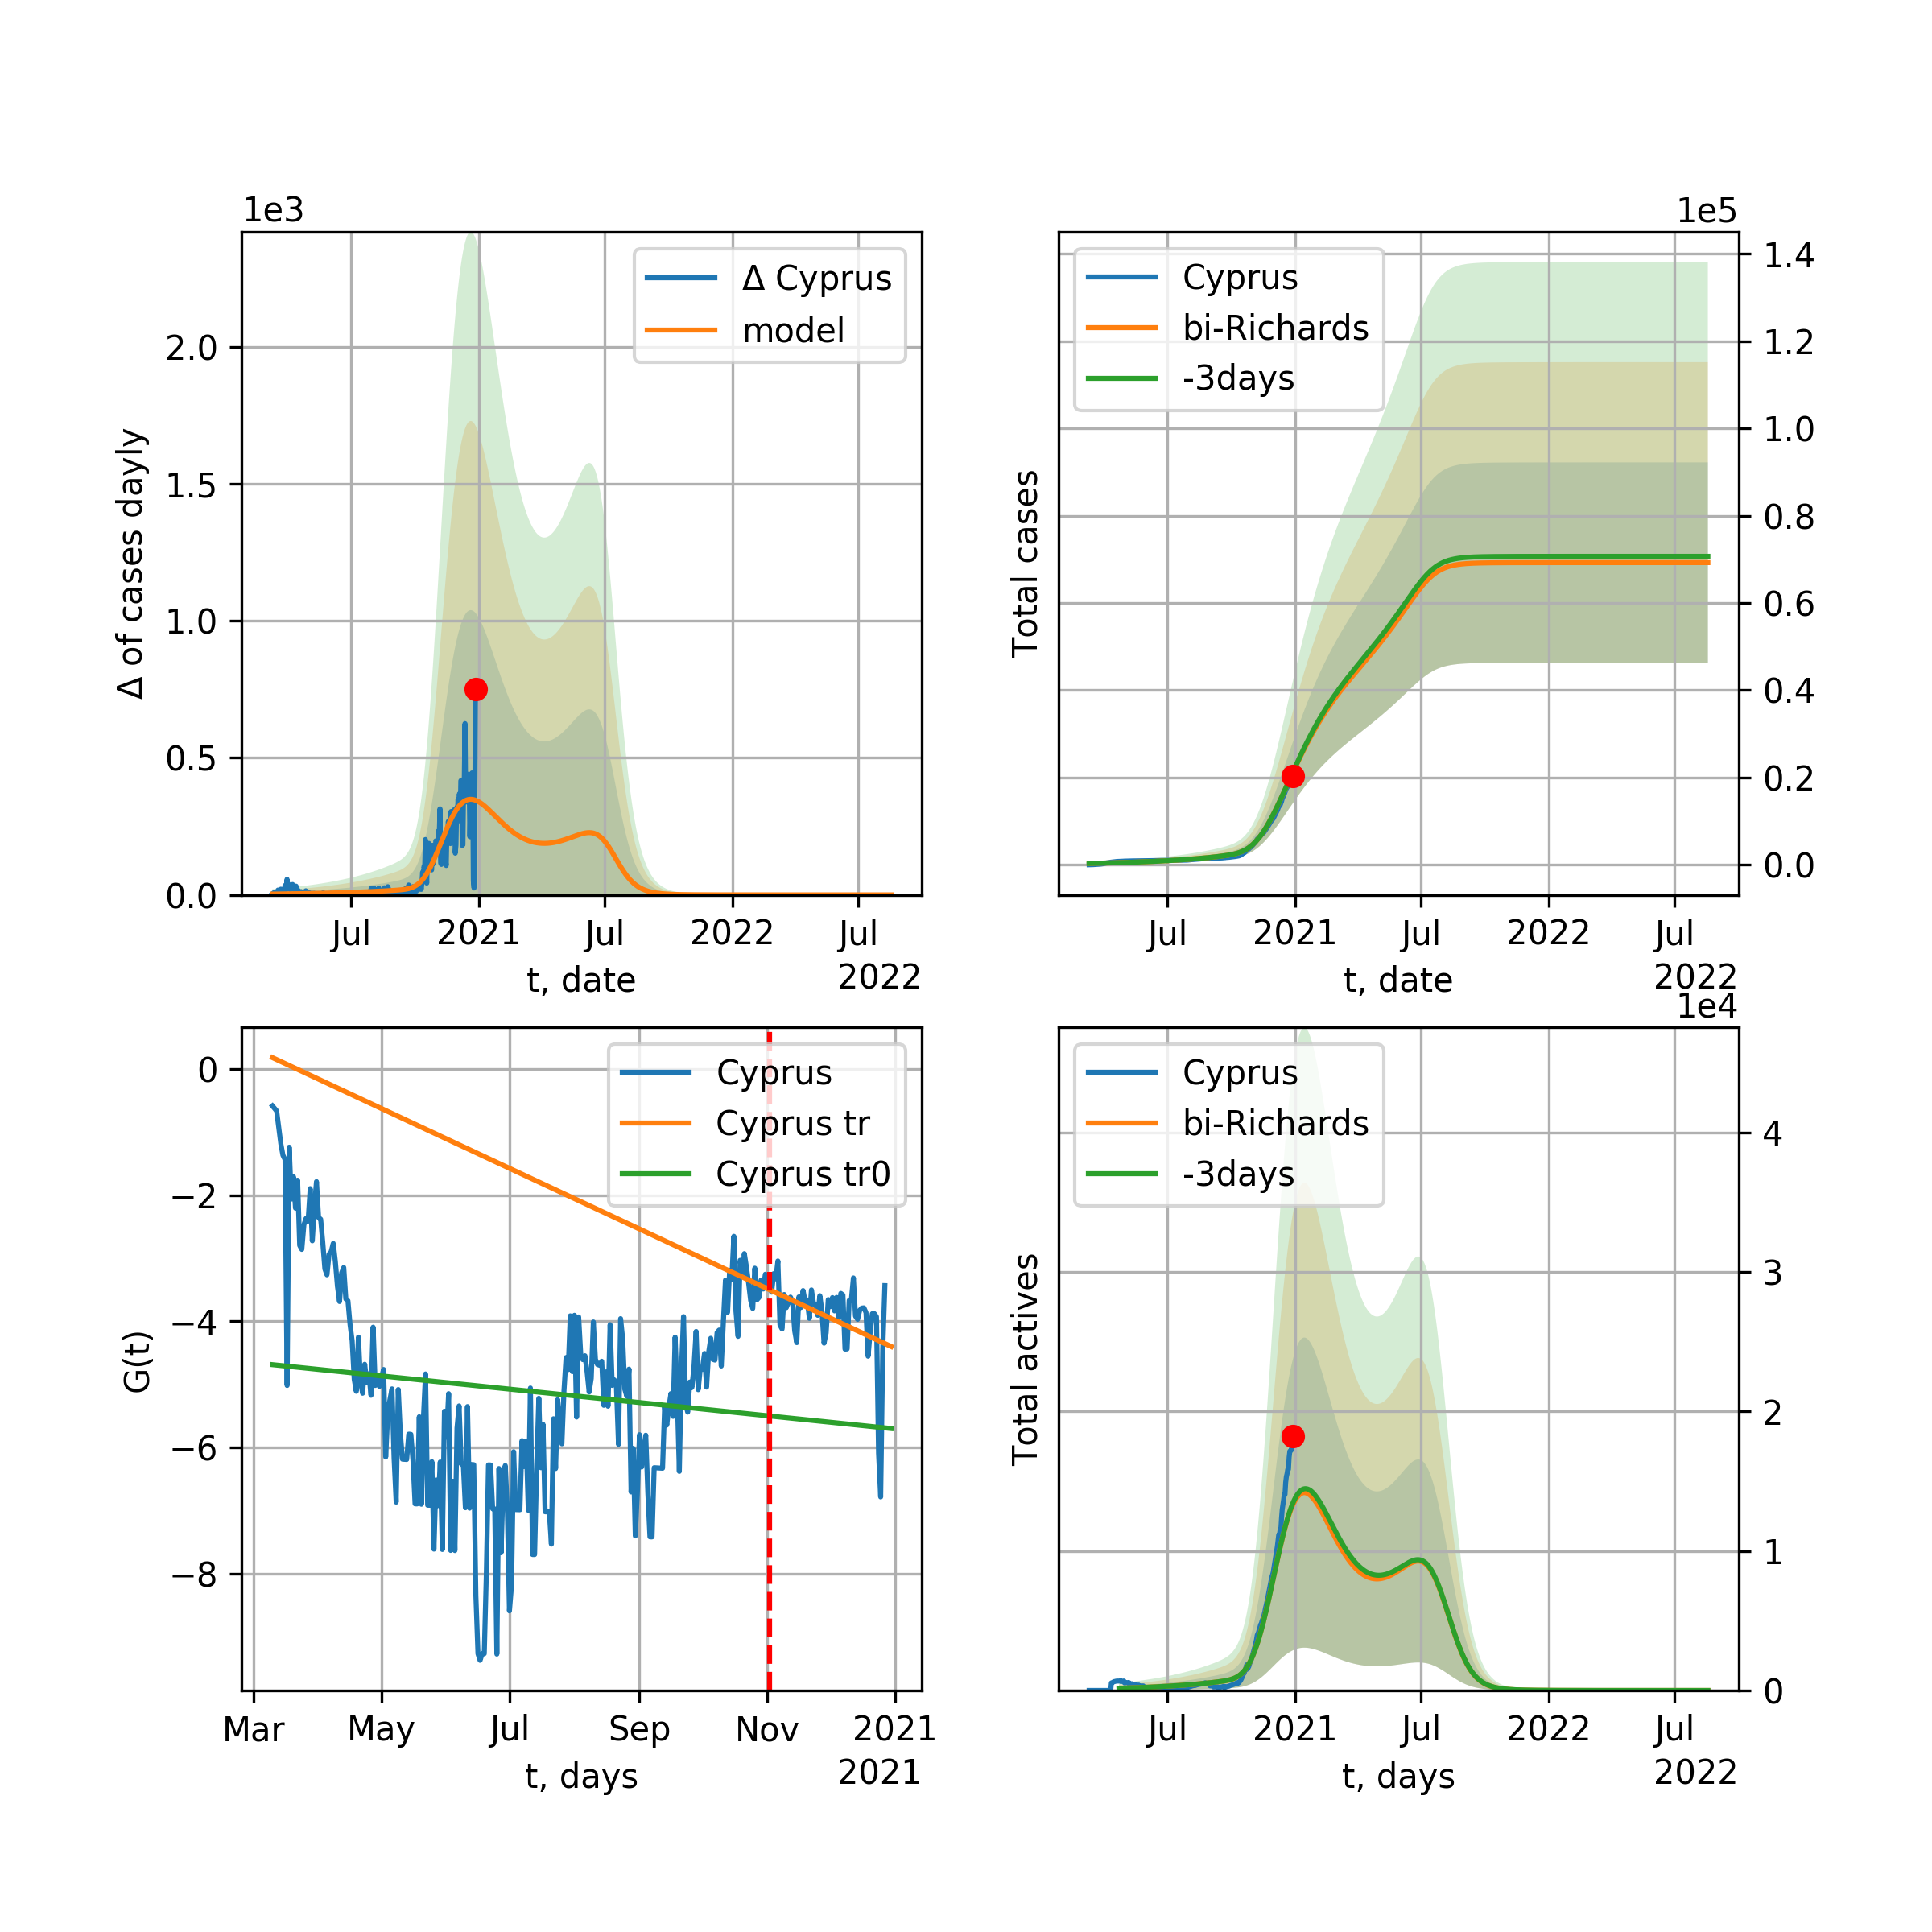 1e3
Δ Cyprus
model
2.0
1.5
1.0
0.5
0.0
Δ of cases dayly
Jul
2021
Jul
2022
Jul
t, date
2022
1e5
Cyprus
bi-Richards
-3days
Total cases
1.4
1.2
1.0
0.8
0.6
0.4
0.2
0.0
Jul
2021
Jul
2022
Jul
t, date
2022
Cyprus
Cyprus tr
Cyprus tr0
0
−2
−4
−6
−8
G(t)
Mar
May
Jul
Sep
Nov
2021
t, days
2021
1e4
Cyprus
bi-Richards
-3days
Total actives
4
3
2
1
0
Jul
2021
Jul
2022
Jul
t, days
2022